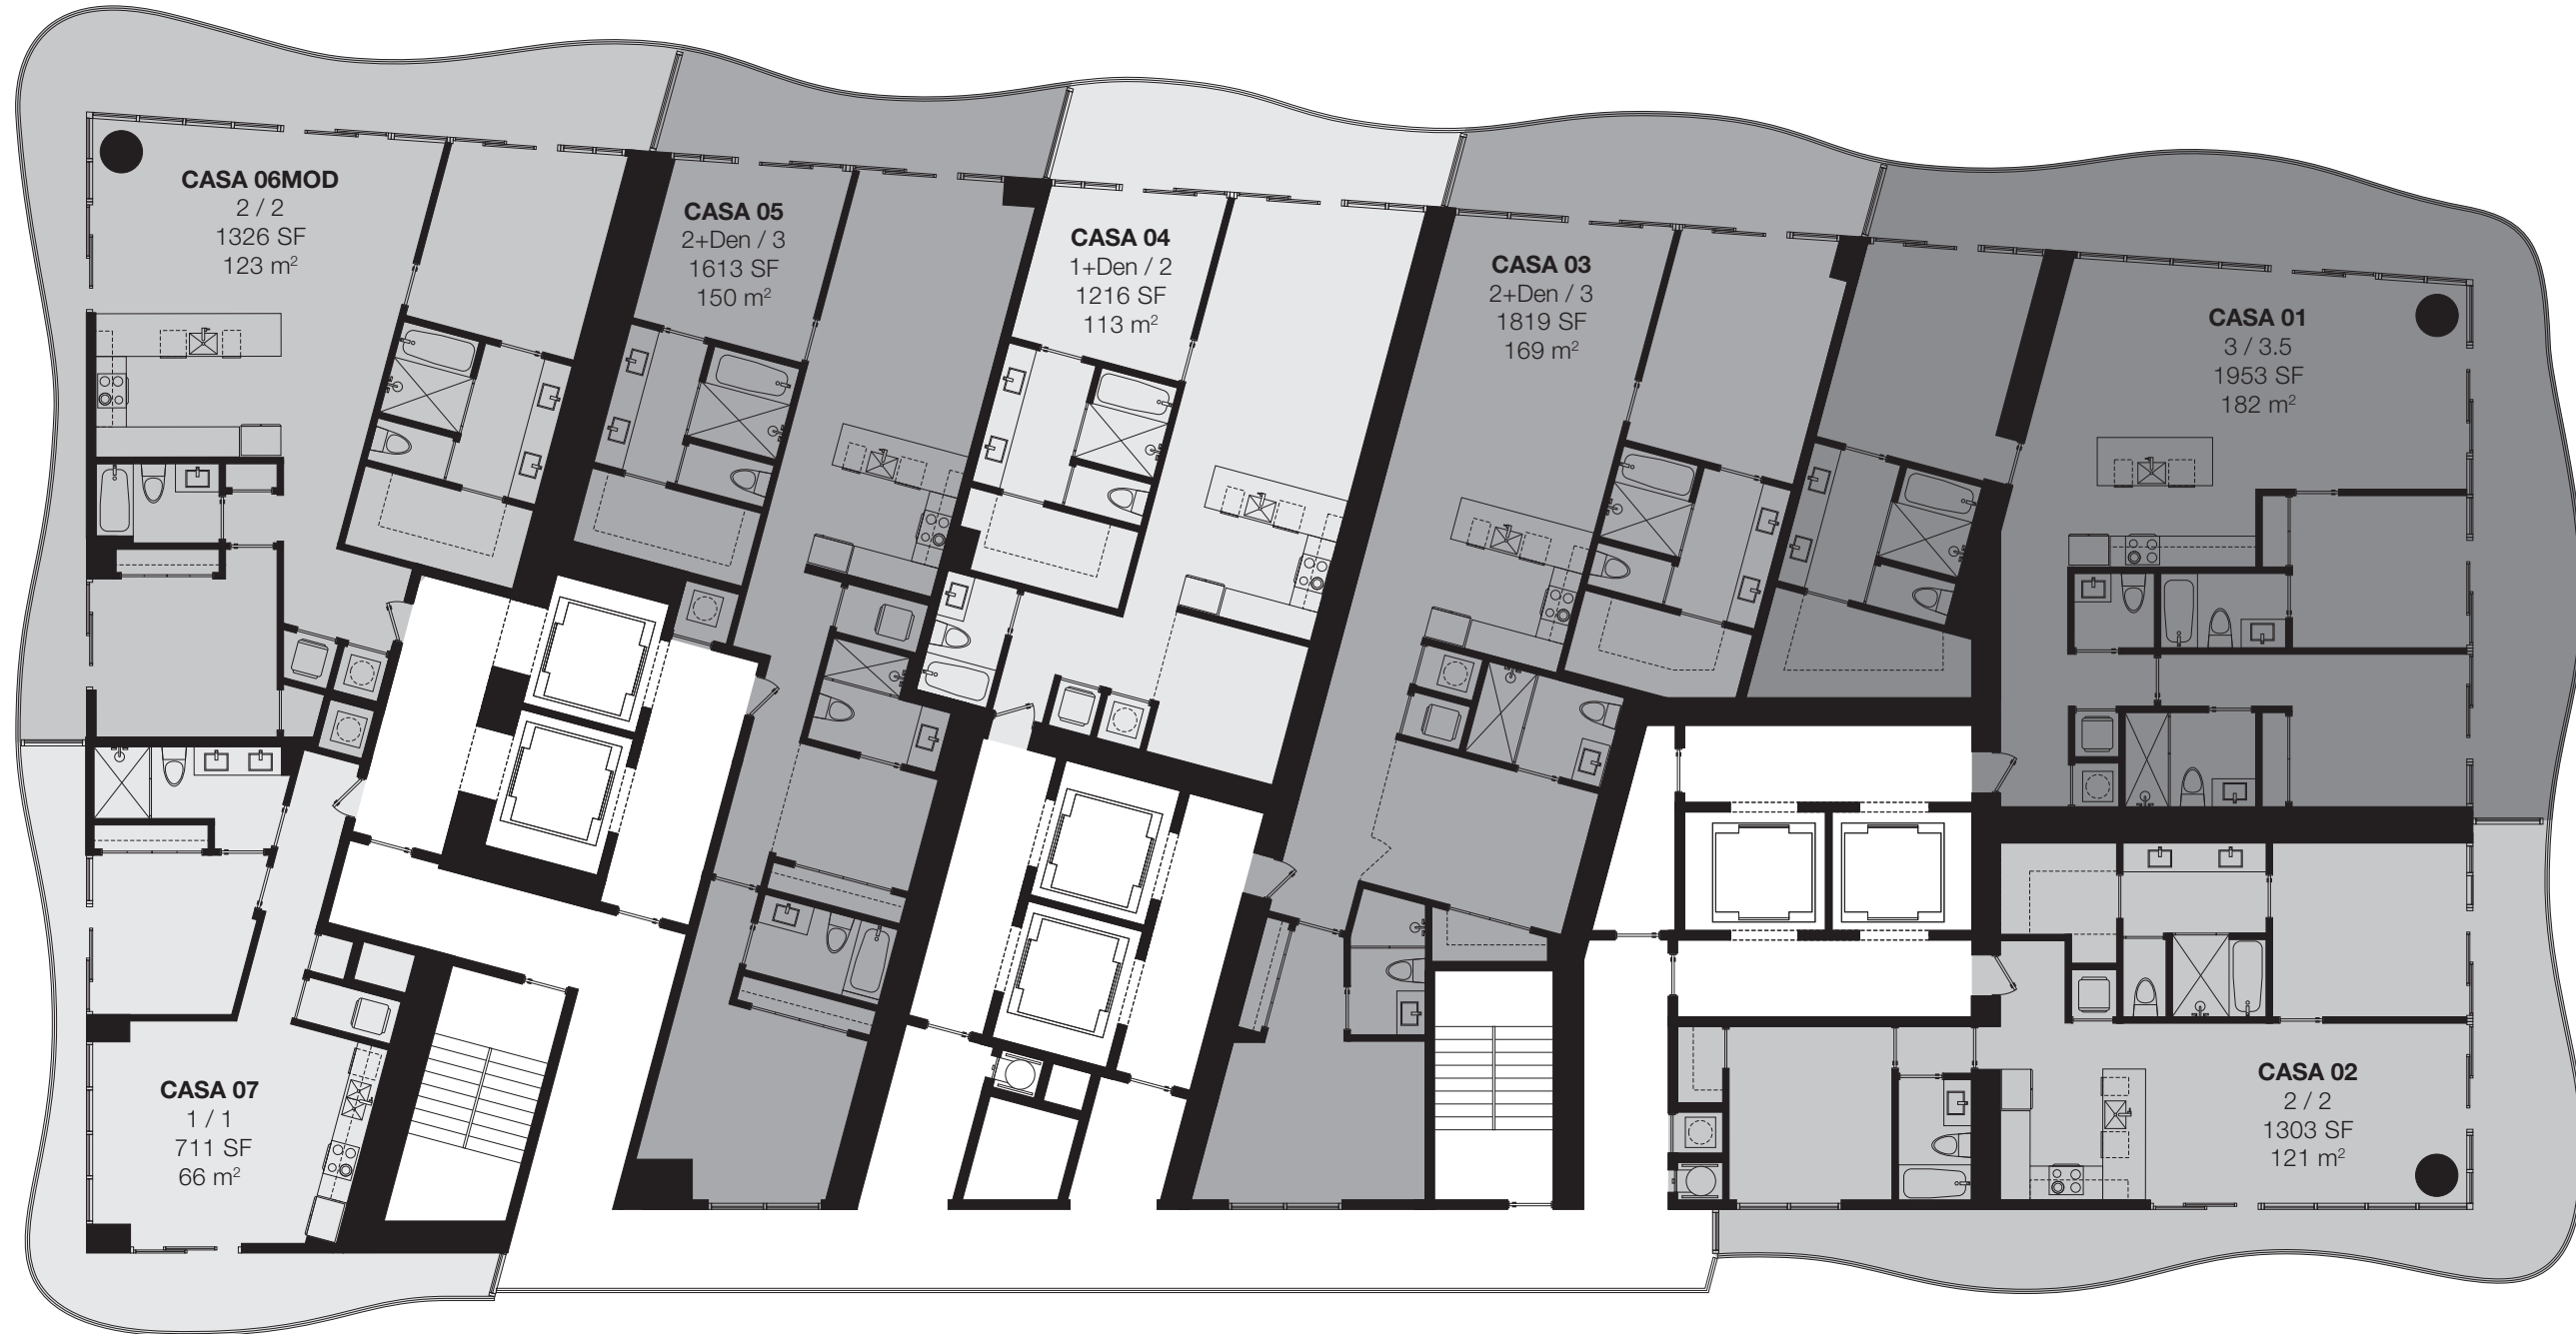 CASA 06MOD
2 / 2
1326 SF
123 m²
CASA 05
2+Den / 3
1613 SF
150 m²
CASA 04
1+Den / 2
1216 SF
113 m²
CASA 03
2+Den / 3
1819 SF
169 m²
CASA 01
3 / 3.5
1953 SF
182 m²
CASA 07
1 / 1
711 SF
66 m²
CASA 02
2 / 2
1303 SF
121 m²